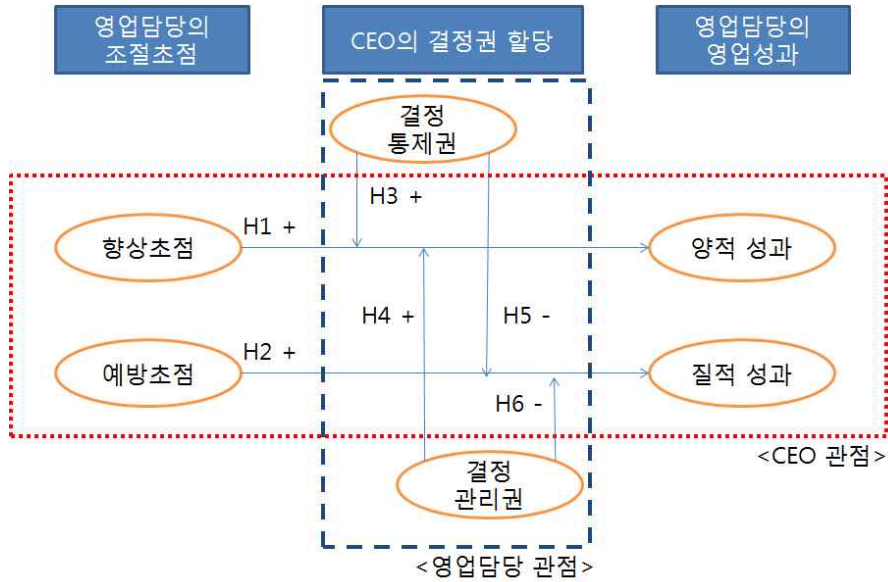 영업담당의
조절초점
CEO의 결정권 할당
영업담당의
영업성과
결정
통제권
H3 +
H1 +
향상초점
양적 성과
H4 +
H5 -
H2 +
예방초점
질적 성과
H6 -
<CEO 관점>
결정
관리권
<영업담당 관점>